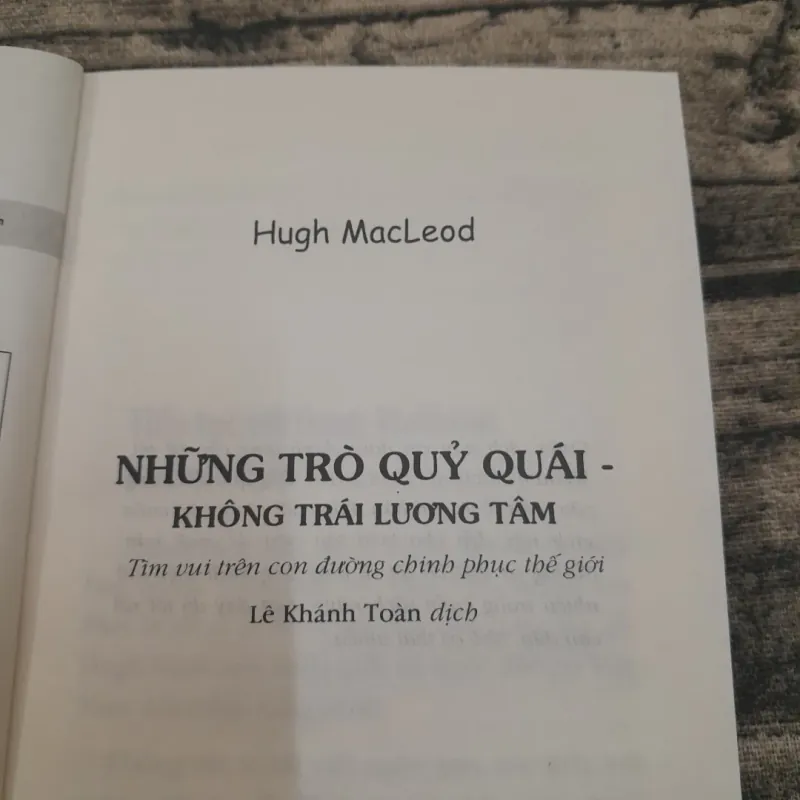 Hugh MacLeod
NHỮNG TRÒ QUỶ QUÁI -
KHÔNG TRÁI LƯƠNG TÂM
Tìm vui trên con đường chinh phục thế giới
Lê Khánh Toàn dịch